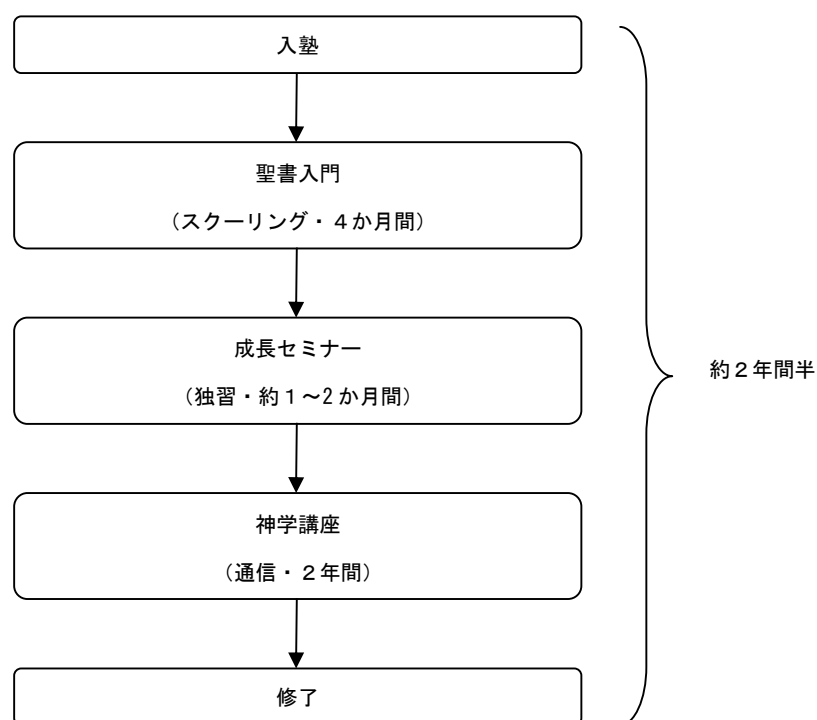 入塾
聖書入門
（スクーリング・４か月間）
成長セミナー
（独習・約１～2 か月間）
約２年間半
神学講座
（通信・２年間）
修了